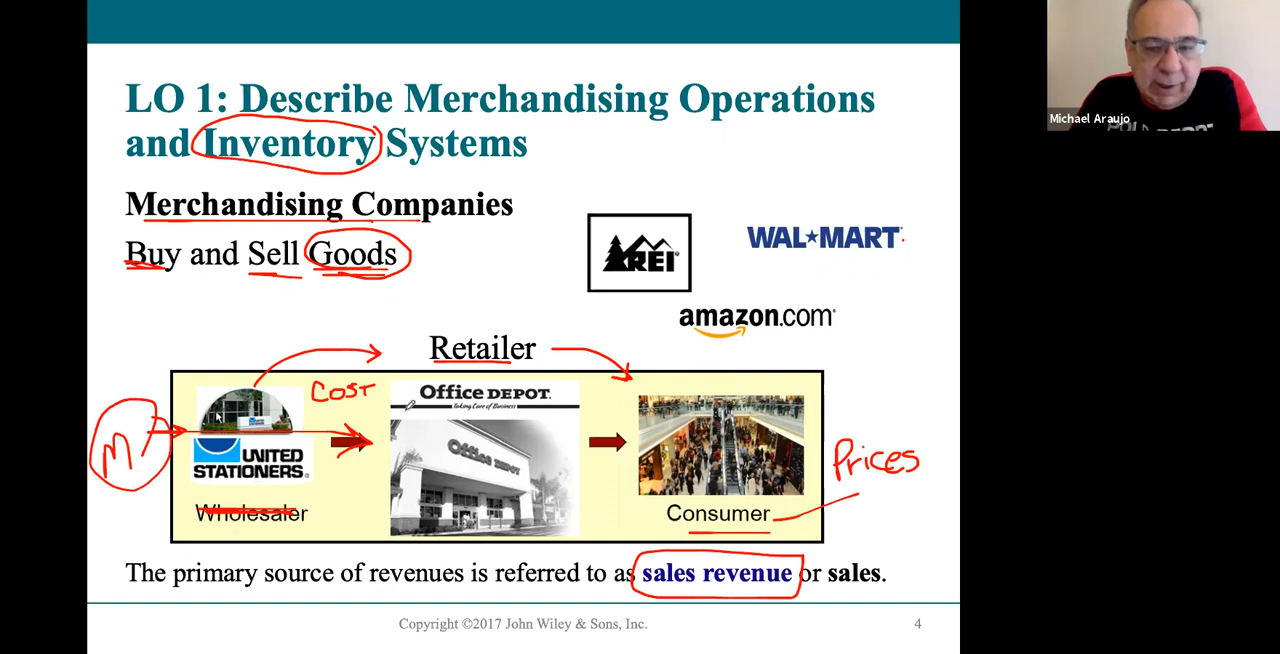 LO 1: Describe Merchandising Operations
and Inventory Systems
Michael Araujo
Merchandising Companies
Buy and Sell Goods
REI
WAL★MART
amazon.com
Retailer
COST
Office DEPOT.
Taking Care of Business
Office DEPOT
M
UNITED
STATIONERS
Prices
Wholesaler
Consumer
The primary source of revenues is referred to as sales revenue or sales.
Copyright ©2017 John Wiley & Sons, Inc.
4